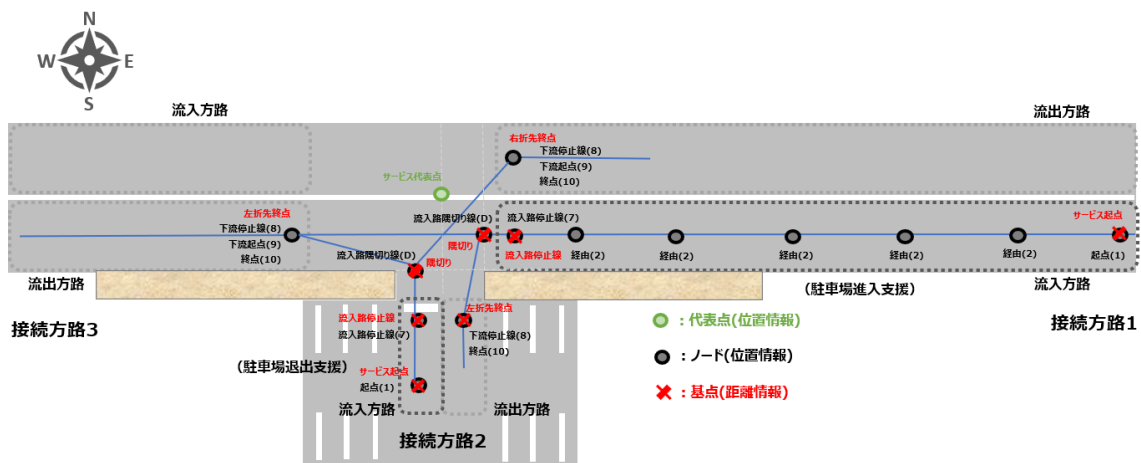 N
W
E
S
流入方路
流出方路
右折先終点
下流停止線(8)
下流起点(9)
終点(10)
サービス代表点
左折先終点
下流停止線(8)
下流起点(9)
終点(10)
流入路隅切り線(D)
隅切り
流入路停止線(7)
流入路停止線
サービス起点
経由(2)
経由(2)
経由(2)
経由(2)
経由(2)
起点(1)
流入路隅切り線(D)
隅切り
流出方路
(駐車場進入支援)
流入方路
接続方路3
接続方路1
流入路停止線
流入路停止線(7)
左折先終点
下流停止線(8)
終点(10)
(駐車場退出支援)
サービス起点
起点(1)
流入方路
流出方路
接続方路2
:代表点(位置情報)
:ノード(位置情報)
:基点(距離情報)